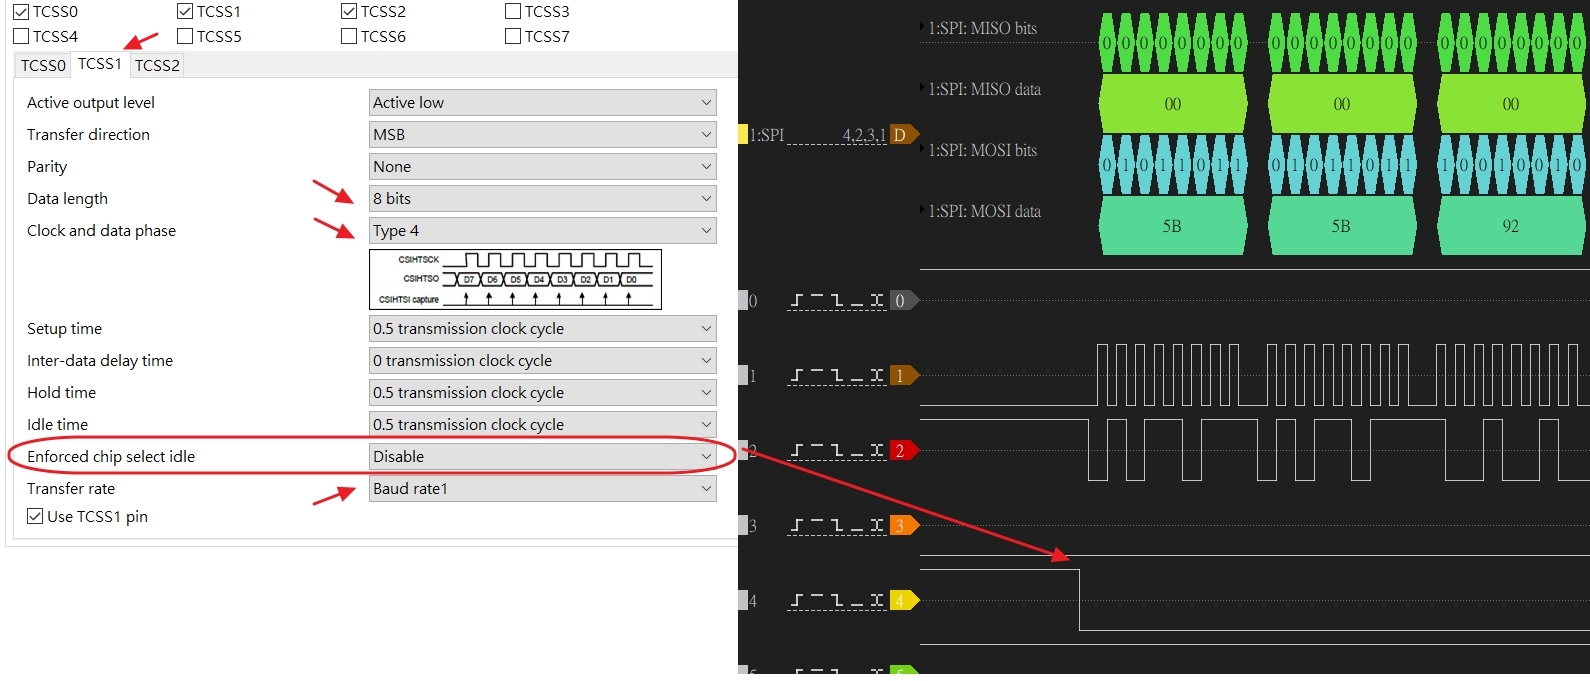 TCSS0 TCSS1 TCSS2 TCSS3
TCSS4 TCSS5 TCSS6 TCSS7
TCSS0 TCSS1 TCSS2
Active output level Active low
Transfer direction MSB
Parity None
Data length 8 bits
Clock and data phase Type 4
CSIHTSCK
CSIHTSO D7 D6 D5 D4 D3 D2 D1 D0
CSIHTSI capture
Setup time 0.5 transmission clock cycle
Inter-data delay time 0 transmission clock cycle
Hold time 0.5 transmission clock cycle
Idle time 0.5 transmission clock cycle
Enforced chip select idle Disable
Transfer rate Baud rate1
Use TCSS1 pin
1:SPI: MISO bits 0 0 0 0 0 0 0 0 0 0 0 0 0 0 0 0 0 0 0 0 0 0 0 0
1:SPI: MISO data 00 00 00
1:SPI 4,2,3,1 D
1:SPI: MOSI bits 0 1 0 1 1 0 1 1 0 1 0 1 1 0 1 1 1 0 0 1 0 0 1 0
1:SPI: MOSI data 5B 5B 92
0 0
1 1
2 2
3 3
4 4
5 5